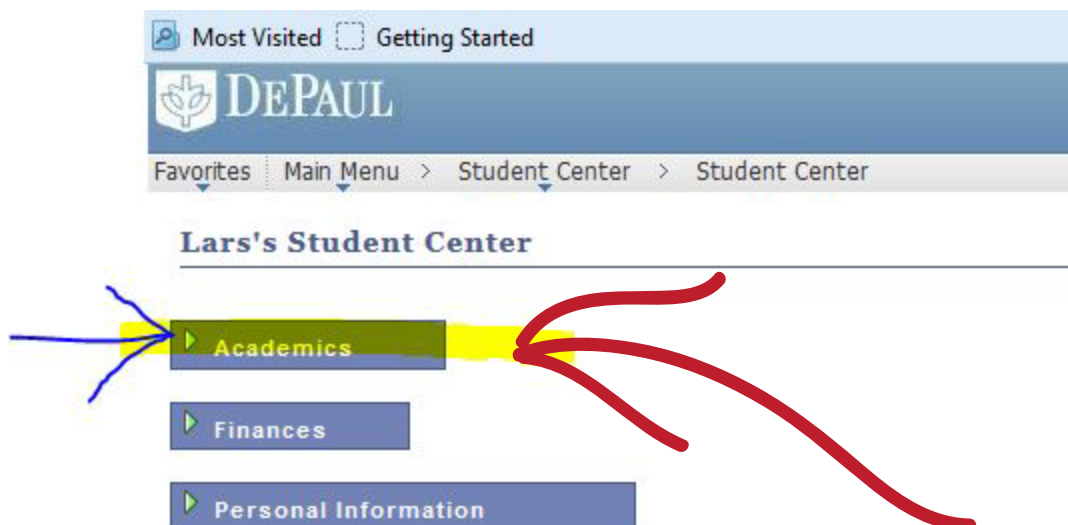 Most Visited Getting Started
DEPAUL
Favorites Main Menu > Student Center > Student Center
Lars's Student Center
Academics
Finances
Personal Information